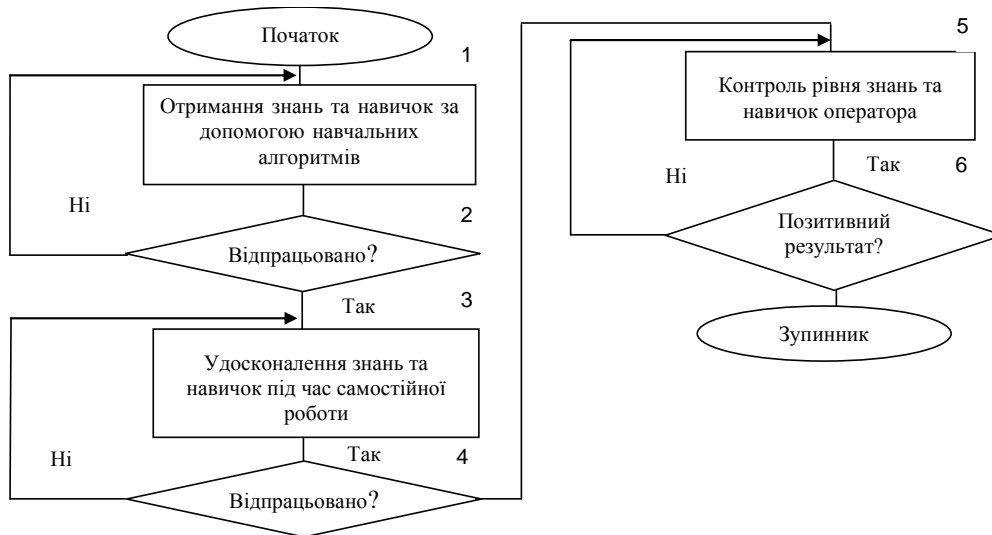 Початок
1
Отримання знань та навичок за
допомогою навчальних
алгоритмів
Ні
2
Відпрацьовано?
Так
3
Удосконалення знань та
навичок під час самостійної
роботи
Ні
Так
4
Відпрацьовано?
5
Контроль рівня знань та
навичок оператора
Так
6
Ні
Позитивний
результат?
Зупинник